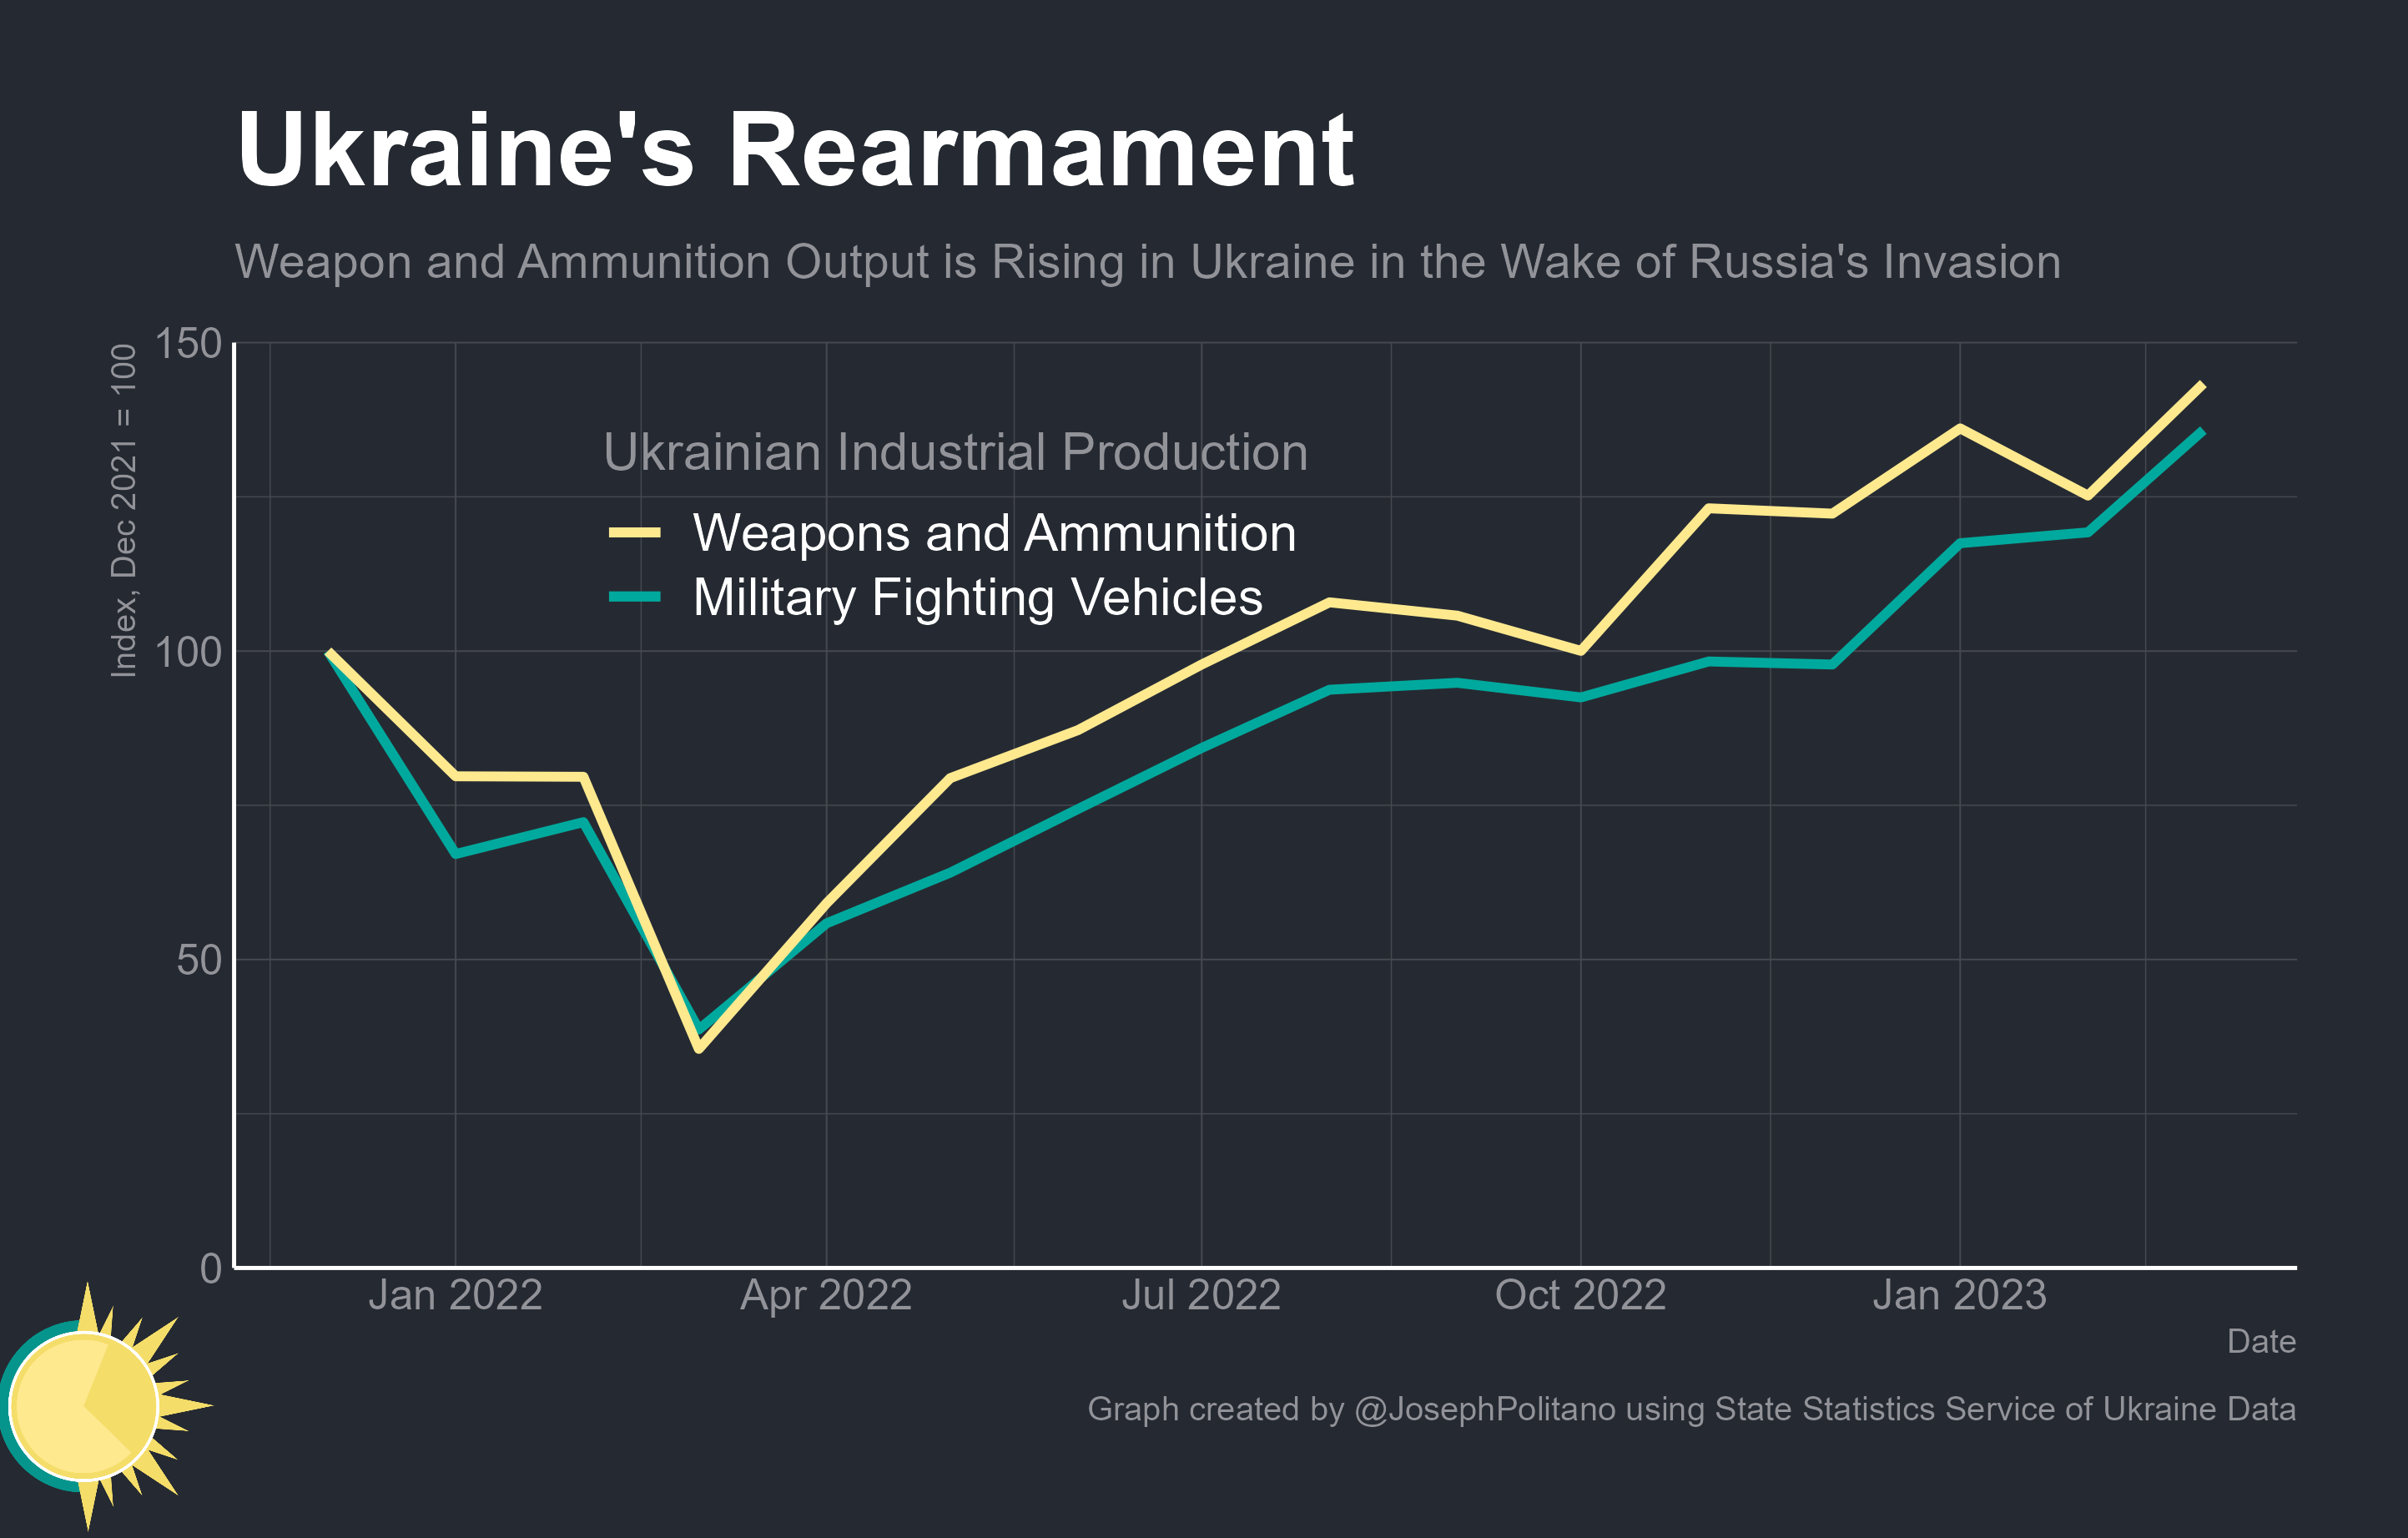 Ukraine's Rearmament
Weapon and Ammunition Output is Rising in Ukraine in the Wake of Russia's Invasion
Index, Dec 2021 = 100
150
100
50
0
Ukrainian Industrial Production
Weapons and Ammunition
Military Fighting Vehicles
Jan 2022
Apr 2022
Jul 2022
Oct 2022
Jan 2023
Date
Graph created by @JosephPolitano using State Statistics Service of Ukraine Data